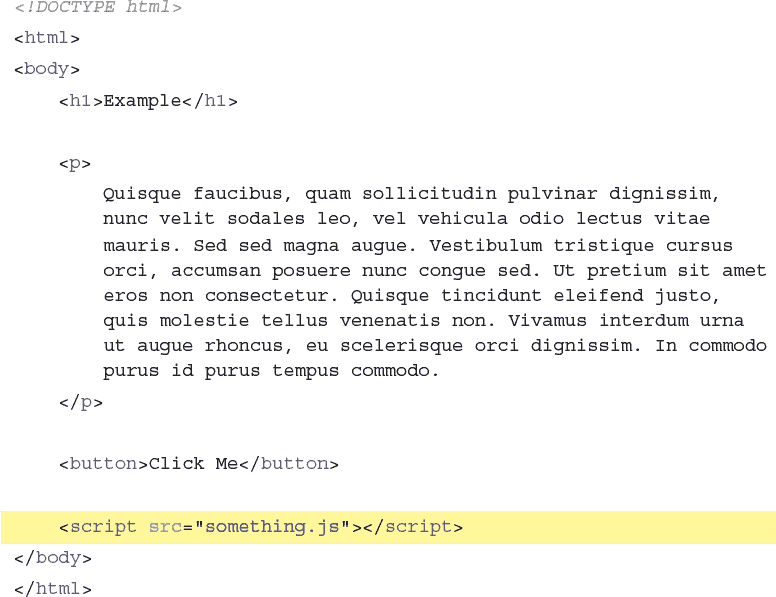 <!DOCTYPE html>
<html>
<body>
<h1>Example</h1>
<p>
Quisque faucibus, quam sollicitudin pulvinar dignissim,
nunc velit sodales leo, vel vehicula odio lectus vitae
mauris. Sed sed magna augue. Vestibulum tristique cursus
orci, accumsan posuere nunc congue sed. Ut pretium sit amet
eros non consectetur. Quisque tincidunt eleifend justo,
quis molestie tellus venenatis non. Vivamus interdum urna
ut augue rhoncus, eu scelerisque orci dignissim. In commodo
purus id purus tempus commodo.
</p>
<button>Click Me</button>
<script src="something.js"></script>
</body>
</html>